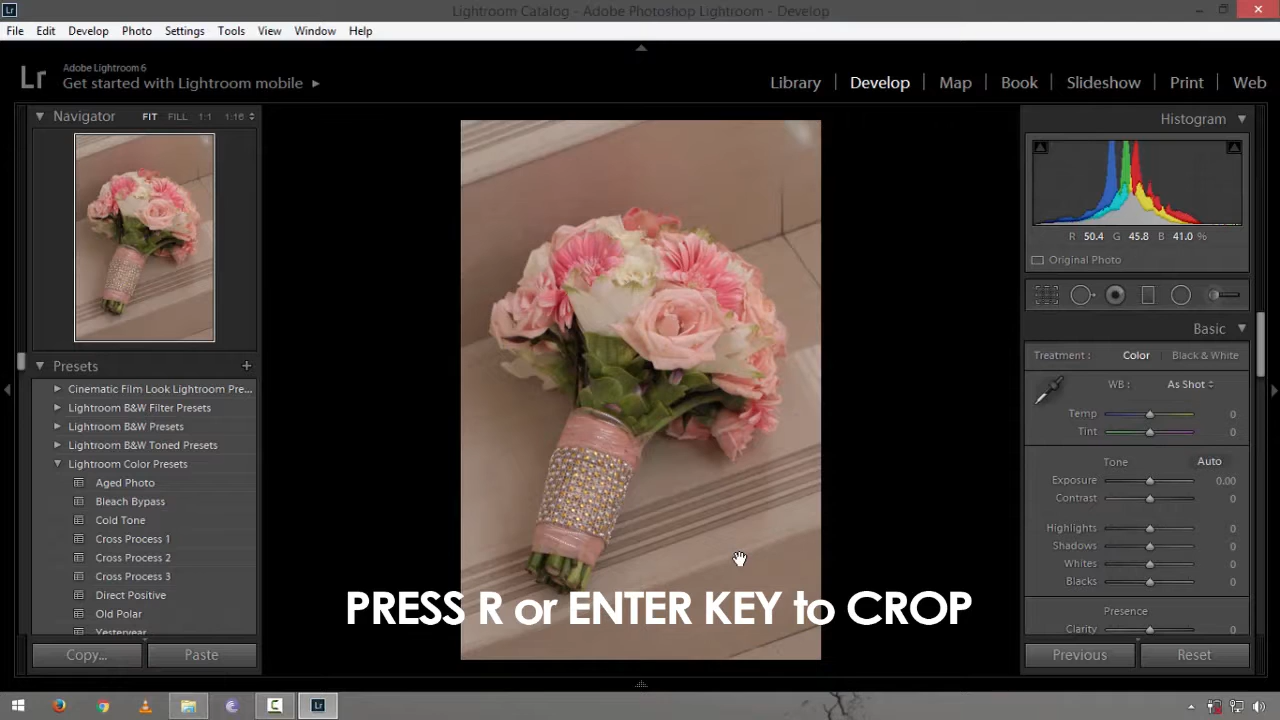 Lightroom Catalog - Adobe Photoshop Lightroom - Develop
File Edit Develop Photo Settings Tools View Window Help
Lr
Adobe Lightroom 6
Get started with Lightroom mobile
Library | Develop | Map | Book | Slideshow | Print | Web
Navigator FIT FILL 1:1 1:16
Presets +
Cinematic Film Look Lightroom Pre...
Lightroom B&W Filter Presets
Lightroom B&W Presets
Lightroom B&W Toned Presets
Lightroom Color Presets
Aged Photo
Bleach Bypass
Cold Tone
Cross Process 1
Cross Process 2
Cross Process 3
Direct Positive
Old Polar
Yesteryear
Copy... Paste
PRESS R or ENTER KEY to CROP
Histogram
R 50.4 G 45.8 B 41.0 %
Original Photo
Basic
Treatment : Color | Black & White
WB : As Shot
Temp 0
Tint 0
Tone Auto
Exposure 0.00
Contrast 0
Highlights 0
Shadows 0
Whites 0
Blacks 0
Presence
Clarity 0
Previous Reset